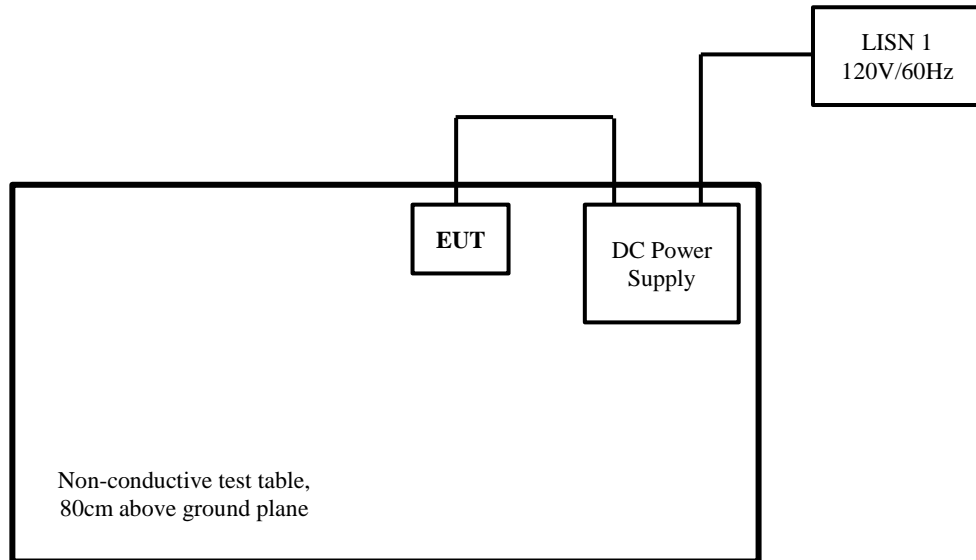 LISN 1
120V/60Hz
EUT
DC Power
Supply
Non-conductive test table,
80cm above ground plane